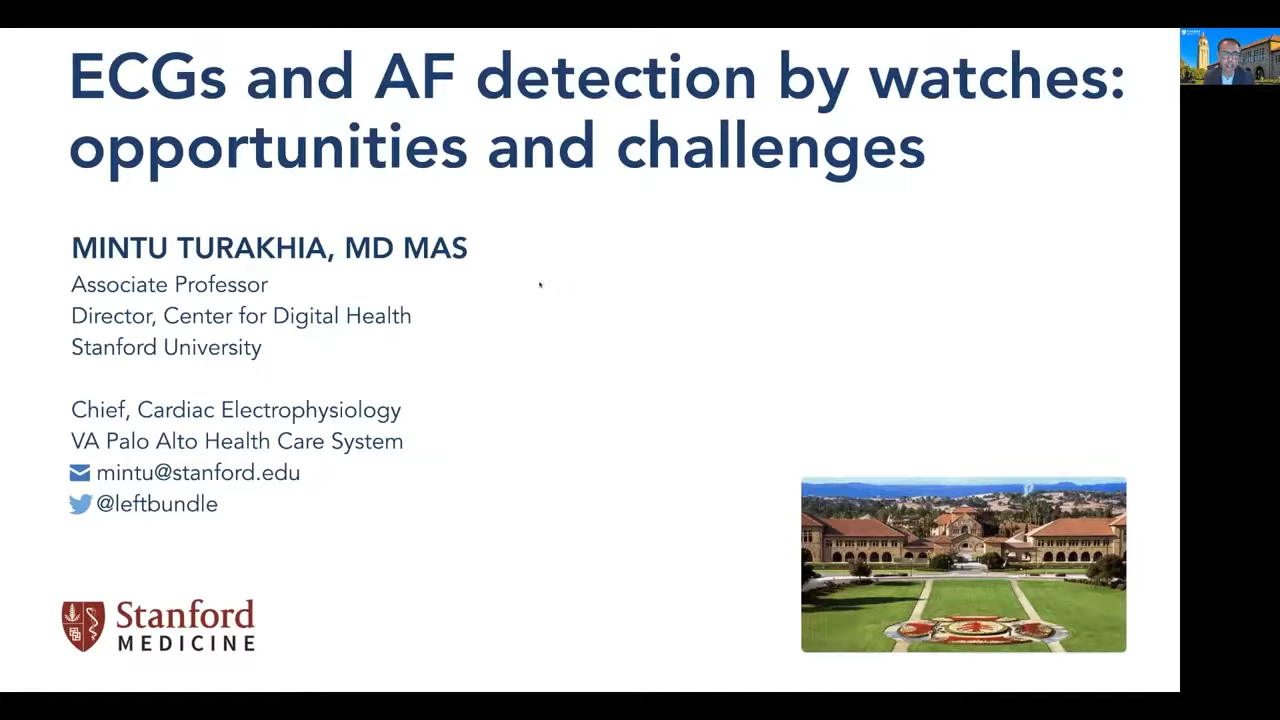 ECGs and AF detection by watches:
opportunities and challenges
MINTU TURAKHIA, MD MAS
Associate Professor
Director, Center for Digital Health
Stanford University
Chief, Cardiac Electrophysiology
VA Palo Alto Health Care System
mintu@stanford.edu
@leftbundle
Stanford
MEDICINE